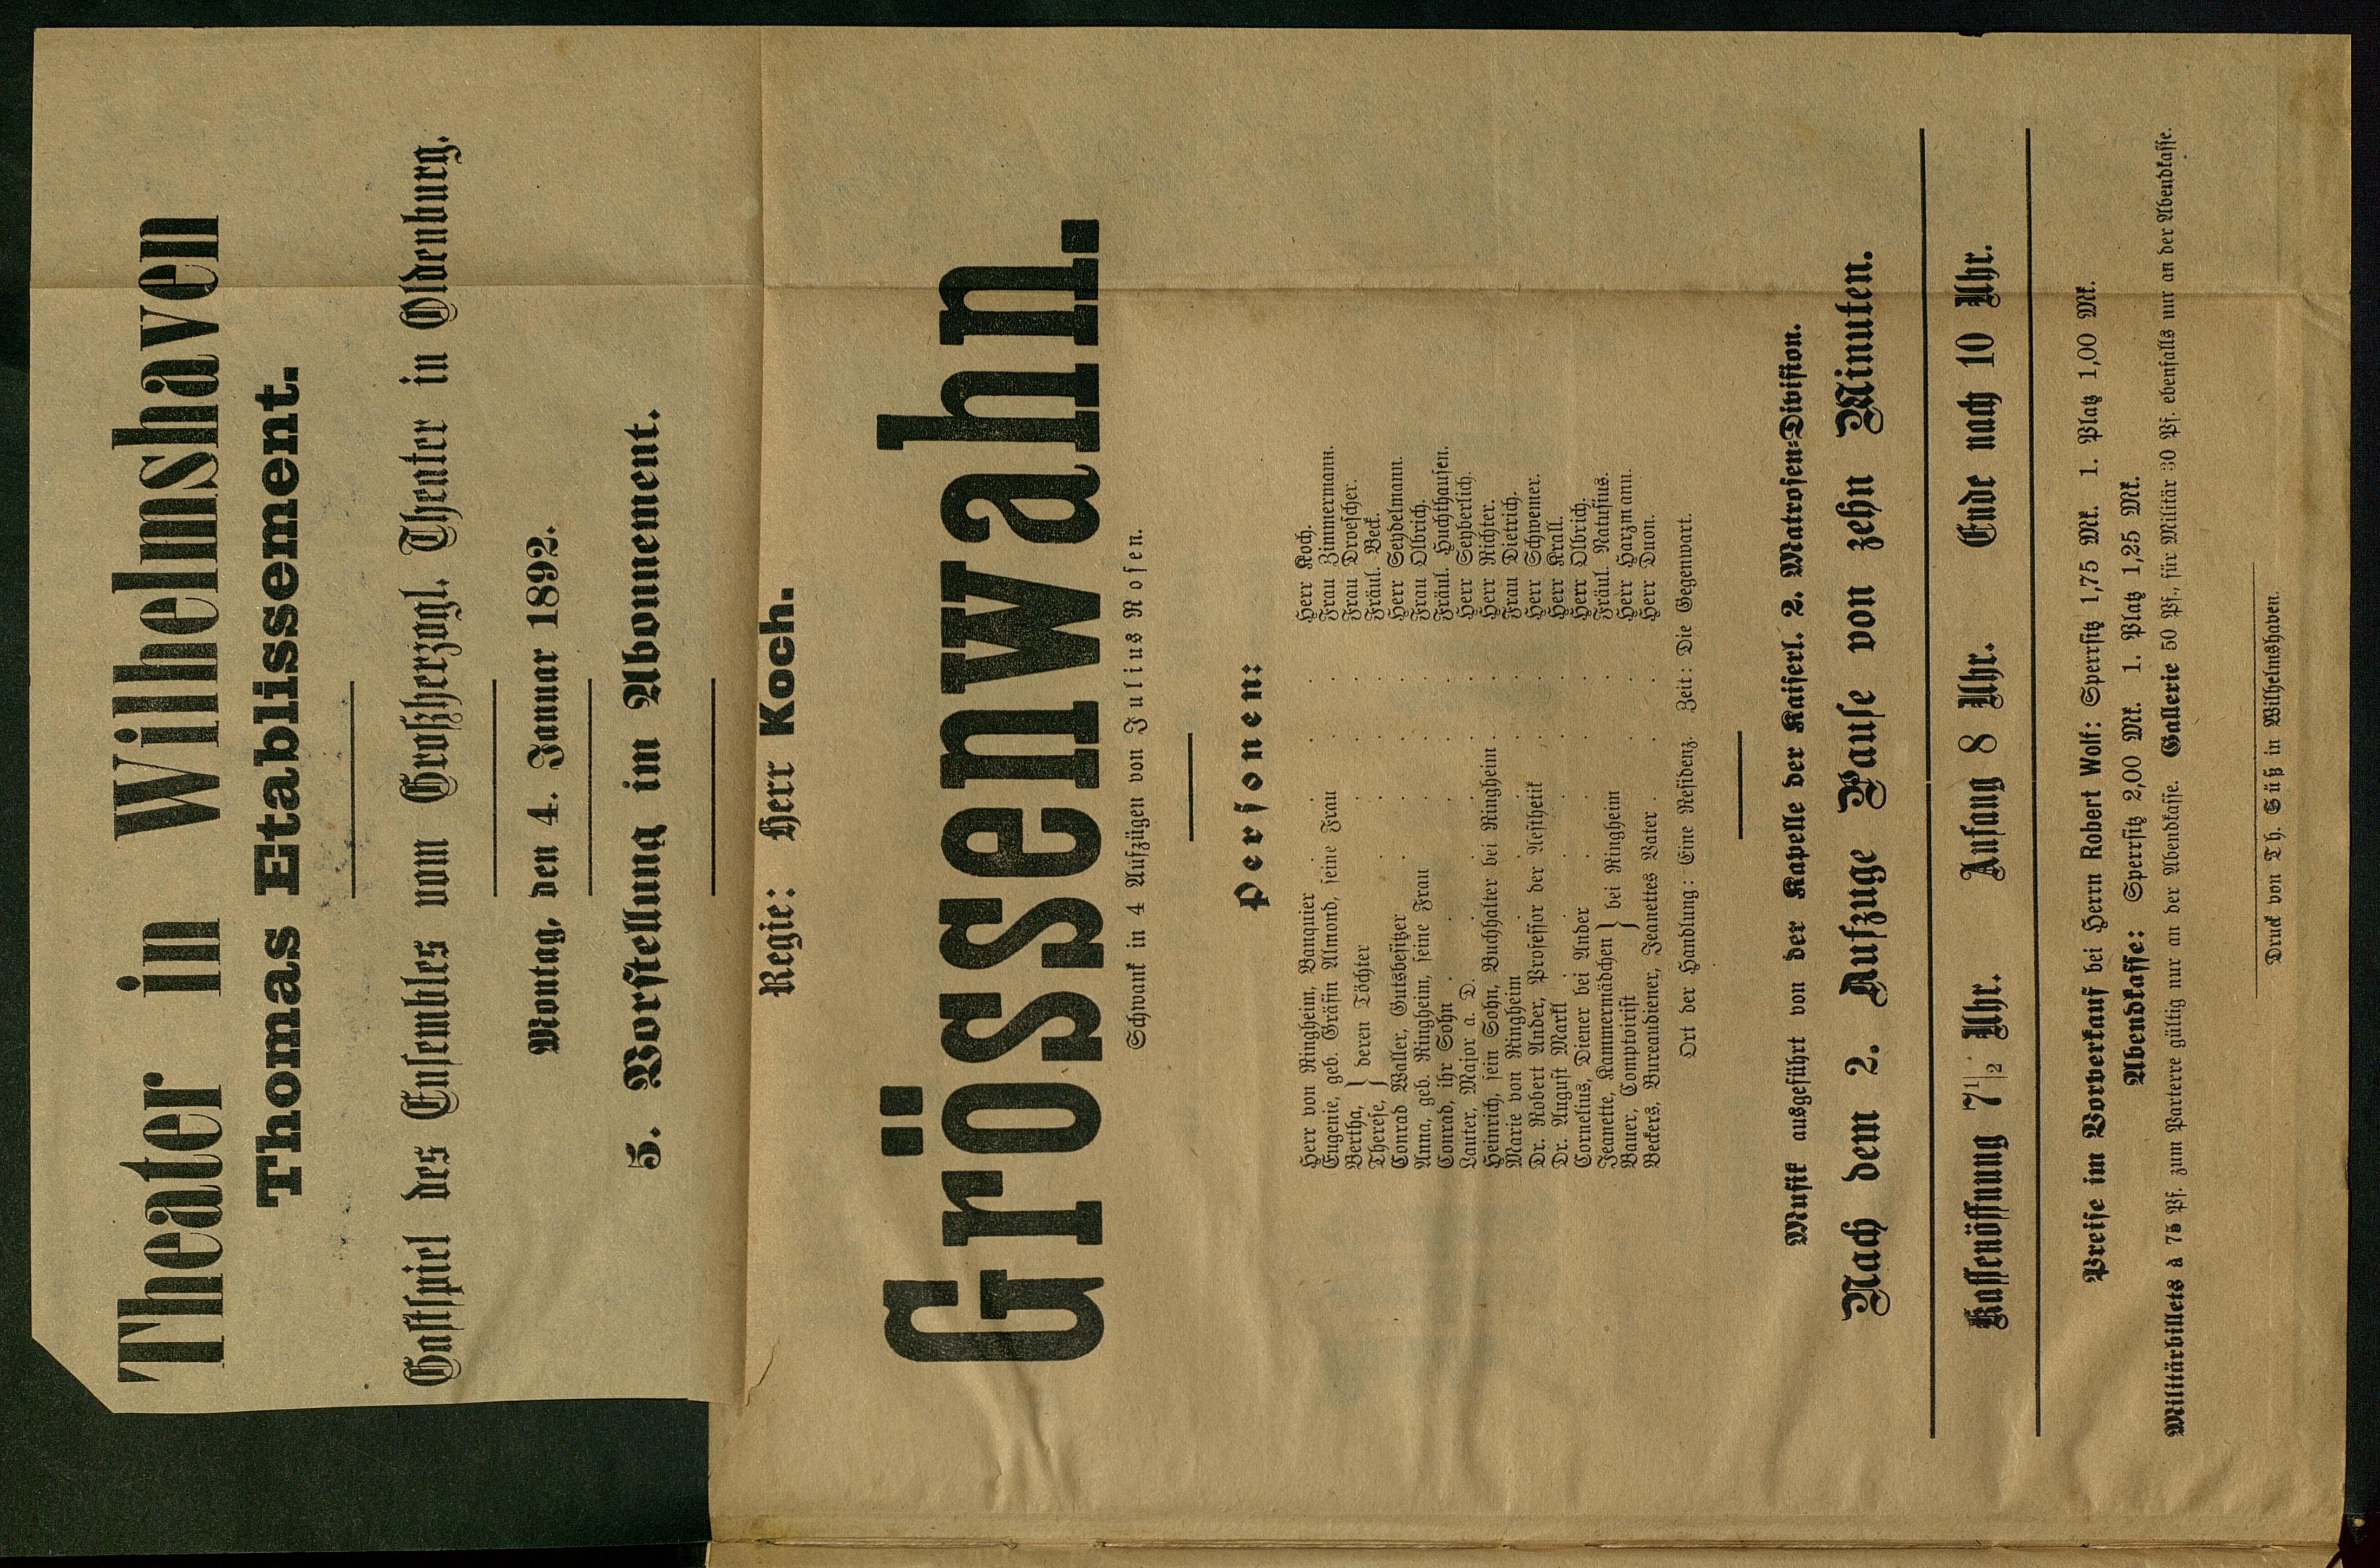 Theater in Wilhelmshaven
Thomas Etablissement.
Gastspiel des Ensembles vom Großherzogl. Theater in Oldenburg.
Montag, den 4. Januar 1892.
5. Vorstellung im Abonnement.
Regie: Herr Koch.
Grössenwahn.
Schwank in 4 Aufzügen von Julius Rosen.
Personen:
Herr von Ringheim, Banquier . . . Herr Koch.
Eugenie, geb. Gräfin Almond, seine Frau . . Frau Zimmermann.
Bertha, } deren Töchter . . . Frau Droescher.
Therese, } . . . Fräul. Beck.
Conrad Waller, Gutsbesitzer . . . . Herr Seydelmann.
Anna, geb. Ringheim, seine Frau . . . Frau Olbrich.
Conrad, ihr Sohn . . . . . Fräul. Huchthausen.
Lauter, Major a. D. . . . . . Herr Seyberlich.
Heinrich, sein Sohn, Buchhalter bei Ringheim . . Herr Richter.
Marie von Ringheim . . . . Frau Dietrich.
Dr. Robert Ander, Professor der Aesthetik . . Herr Schwemer.
Dr. August Markl . . . . . Herr Krall.
Cornelius, Diener bei Ander . . . . Herr Olbrich.
Jeanette, Kammermädchen } bei Ringheim . . Fräul. Natusius.
Bauer, Comptoirist } . . Herr Harzmann.
Beckers, Bureaudiener, Jeanettes Vater . . . Herr Duon.
Ort der Handlung: Eine Residenz. Zeit: Die Gegenwart.
Musik ausgeführt von der Kapelle der Kaiserl. 2. Matrosen-Division.
Nach dem 2. Aufzuge Pause von zehn Minuten.
Kassenöffnung 7½ Uhr. Anfang 8 Uhr. Ende nach 10 Uhr.
Preise im Vorverkauf bei Herrn Robert Wolf: Sperrsitz 1,75 Mk. 1. Platz 1,00 Mk.
Abendkasse: Sperrsitz 2,00 Mk. 1. Platz 1,25 Mk.
Militärbillets à 75 Pf. zum Parterre gültig nur an der Abendkasse. Gallerie 50 Pf., für Militär 30 Pf. ebenfalls nur an der Abendkasse.
Druck von Th. Süß in Wilhelmshaven.